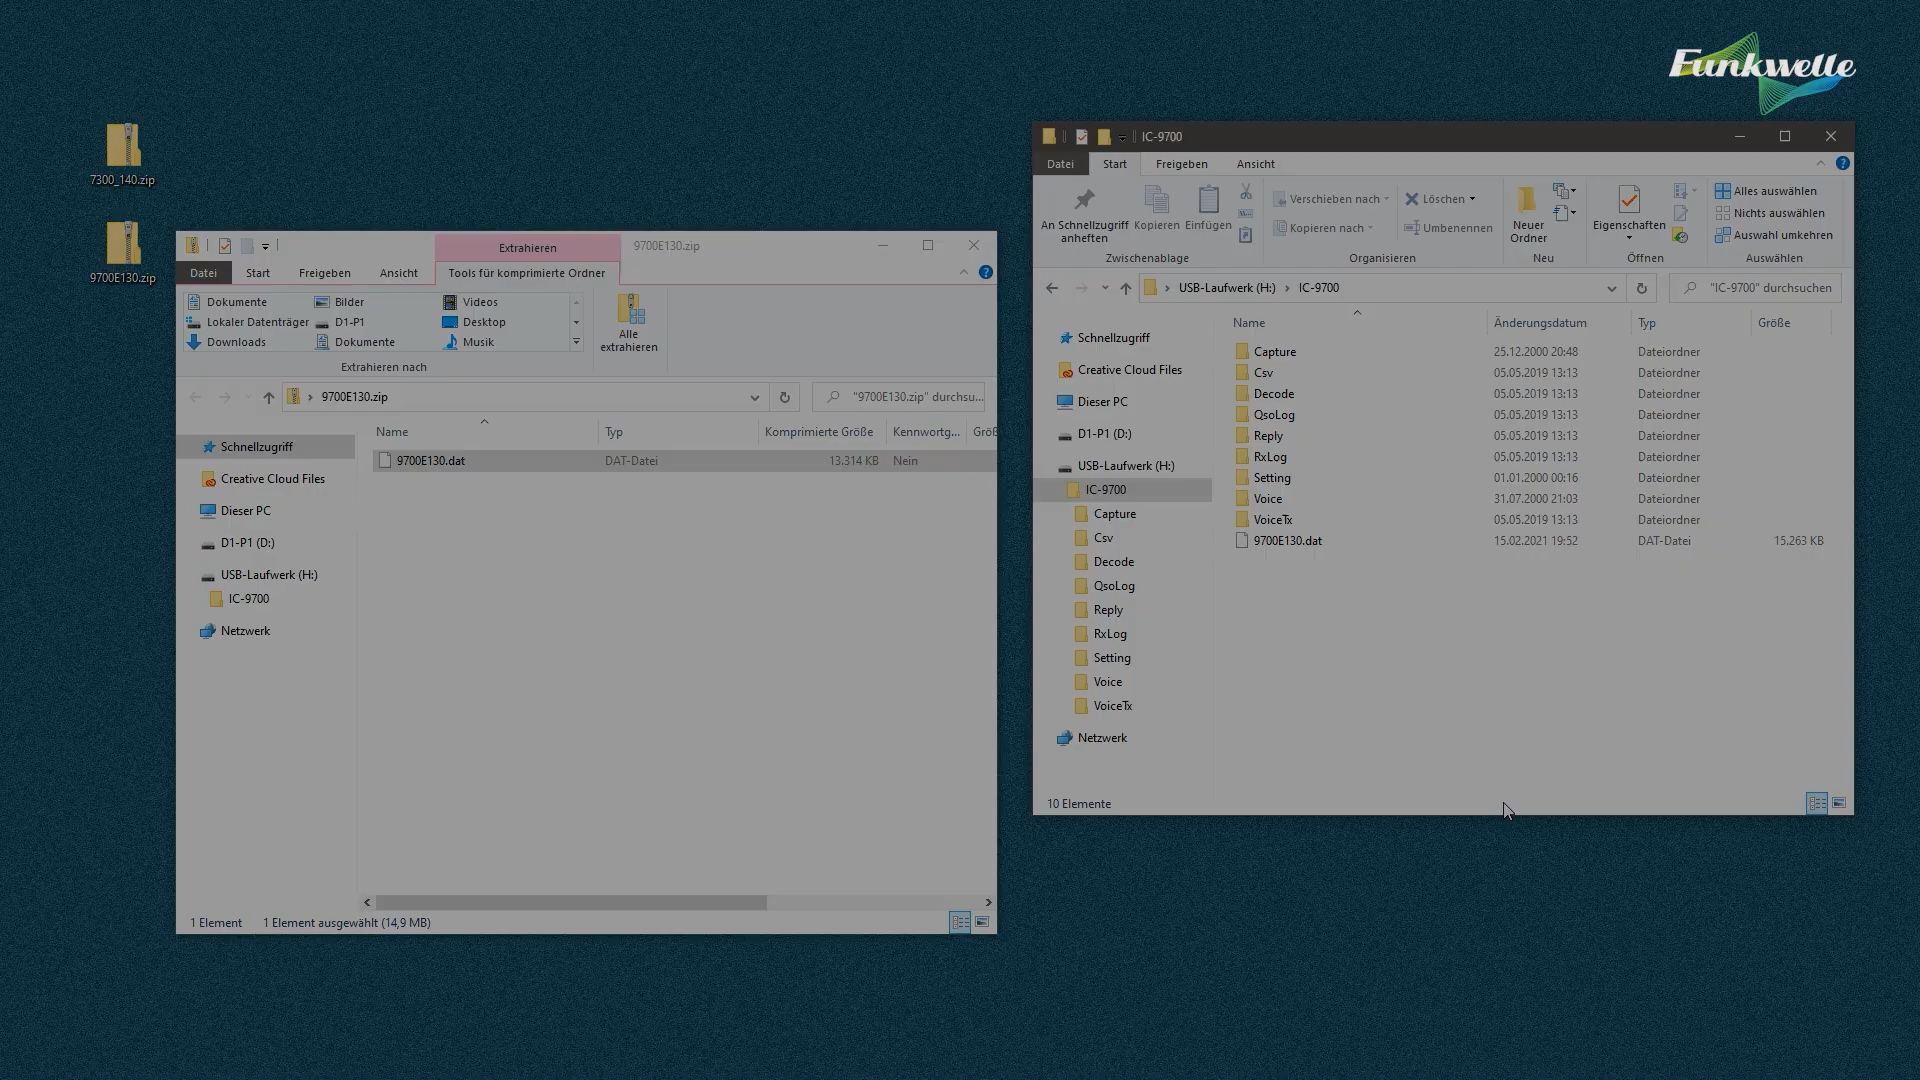 Funkwelle
7300_140.zip
9700E130.zip
Extrahieren
9700E130.zip
Datei
Start
Freigeben
Ansicht
Tools für komprimierte Ordner
Dokumente
Bilder
Videos
Lokaler Datenträger
D1-P1
Desktop
Downloads
Dokumente
Musik
Alle
extrahieren
Extrahieren nach
9700E130.zip
"9700E130.zip" durchsu...
Name
Typ
Komprimierte Größe
Kennwortg...
Größ
9700E130.dat
DAT-Datei
13.314 KB
Nein
Schnellzugriff
Creative Cloud Files
Dieser PC
D1-P1 (D:)
USB-Laufwerk (H:)
IC-9700
Netzwerk
1 Element
1 Element ausgewählt (14,9 MB)
IC-9700
Datei
Start
Freigeben
Ansicht
An Schnellzugriff
anheften
Kopieren
Einfügen
Zwischenablage
Verschieben nach
Löschen
Kopieren nach
Umbenennen
Organisieren
Neuer
Ordner
Neu
Eigenschaften
Öffnen
Alles auswählen
Nichts auswählen
Auswahl umkehren
Auswählen
USB-Laufwerk (H:)
IC-9700
"IC-9700" durchsuchen
Name
Änderungsdatum
Typ
Größe
Capture 25.12.2000 20:48 Dateiordner
Csv 05.05.2019 13:13 Dateiordner
Decode 05.05.2019 13:13 Dateiordner
QsoLog 05.05.2019 13:13 Dateiordner
Reply 05.05.2019 13:13 Dateiordner
RxLog 05.05.2019 13:13 Dateiordner
Setting 01.01.2000 00:16 Dateiordner
Voice 31.07.2000 21:03 Dateiordner
VoiceTx 05.05.2019 13:13 Dateiordner
9700E130.dat 15.02.2021 19:52 DAT-Datei 15.263 KB
Schnellzugriff
Creative Cloud Files
Dieser PC
D1-P1 (D:)
USB-Laufwerk (H:)
IC-9700
Capture
Csv
Decode
QsoLog
Reply
RxLog
Setting
Voice
VoiceTx
Netzwerk
10 Elemente